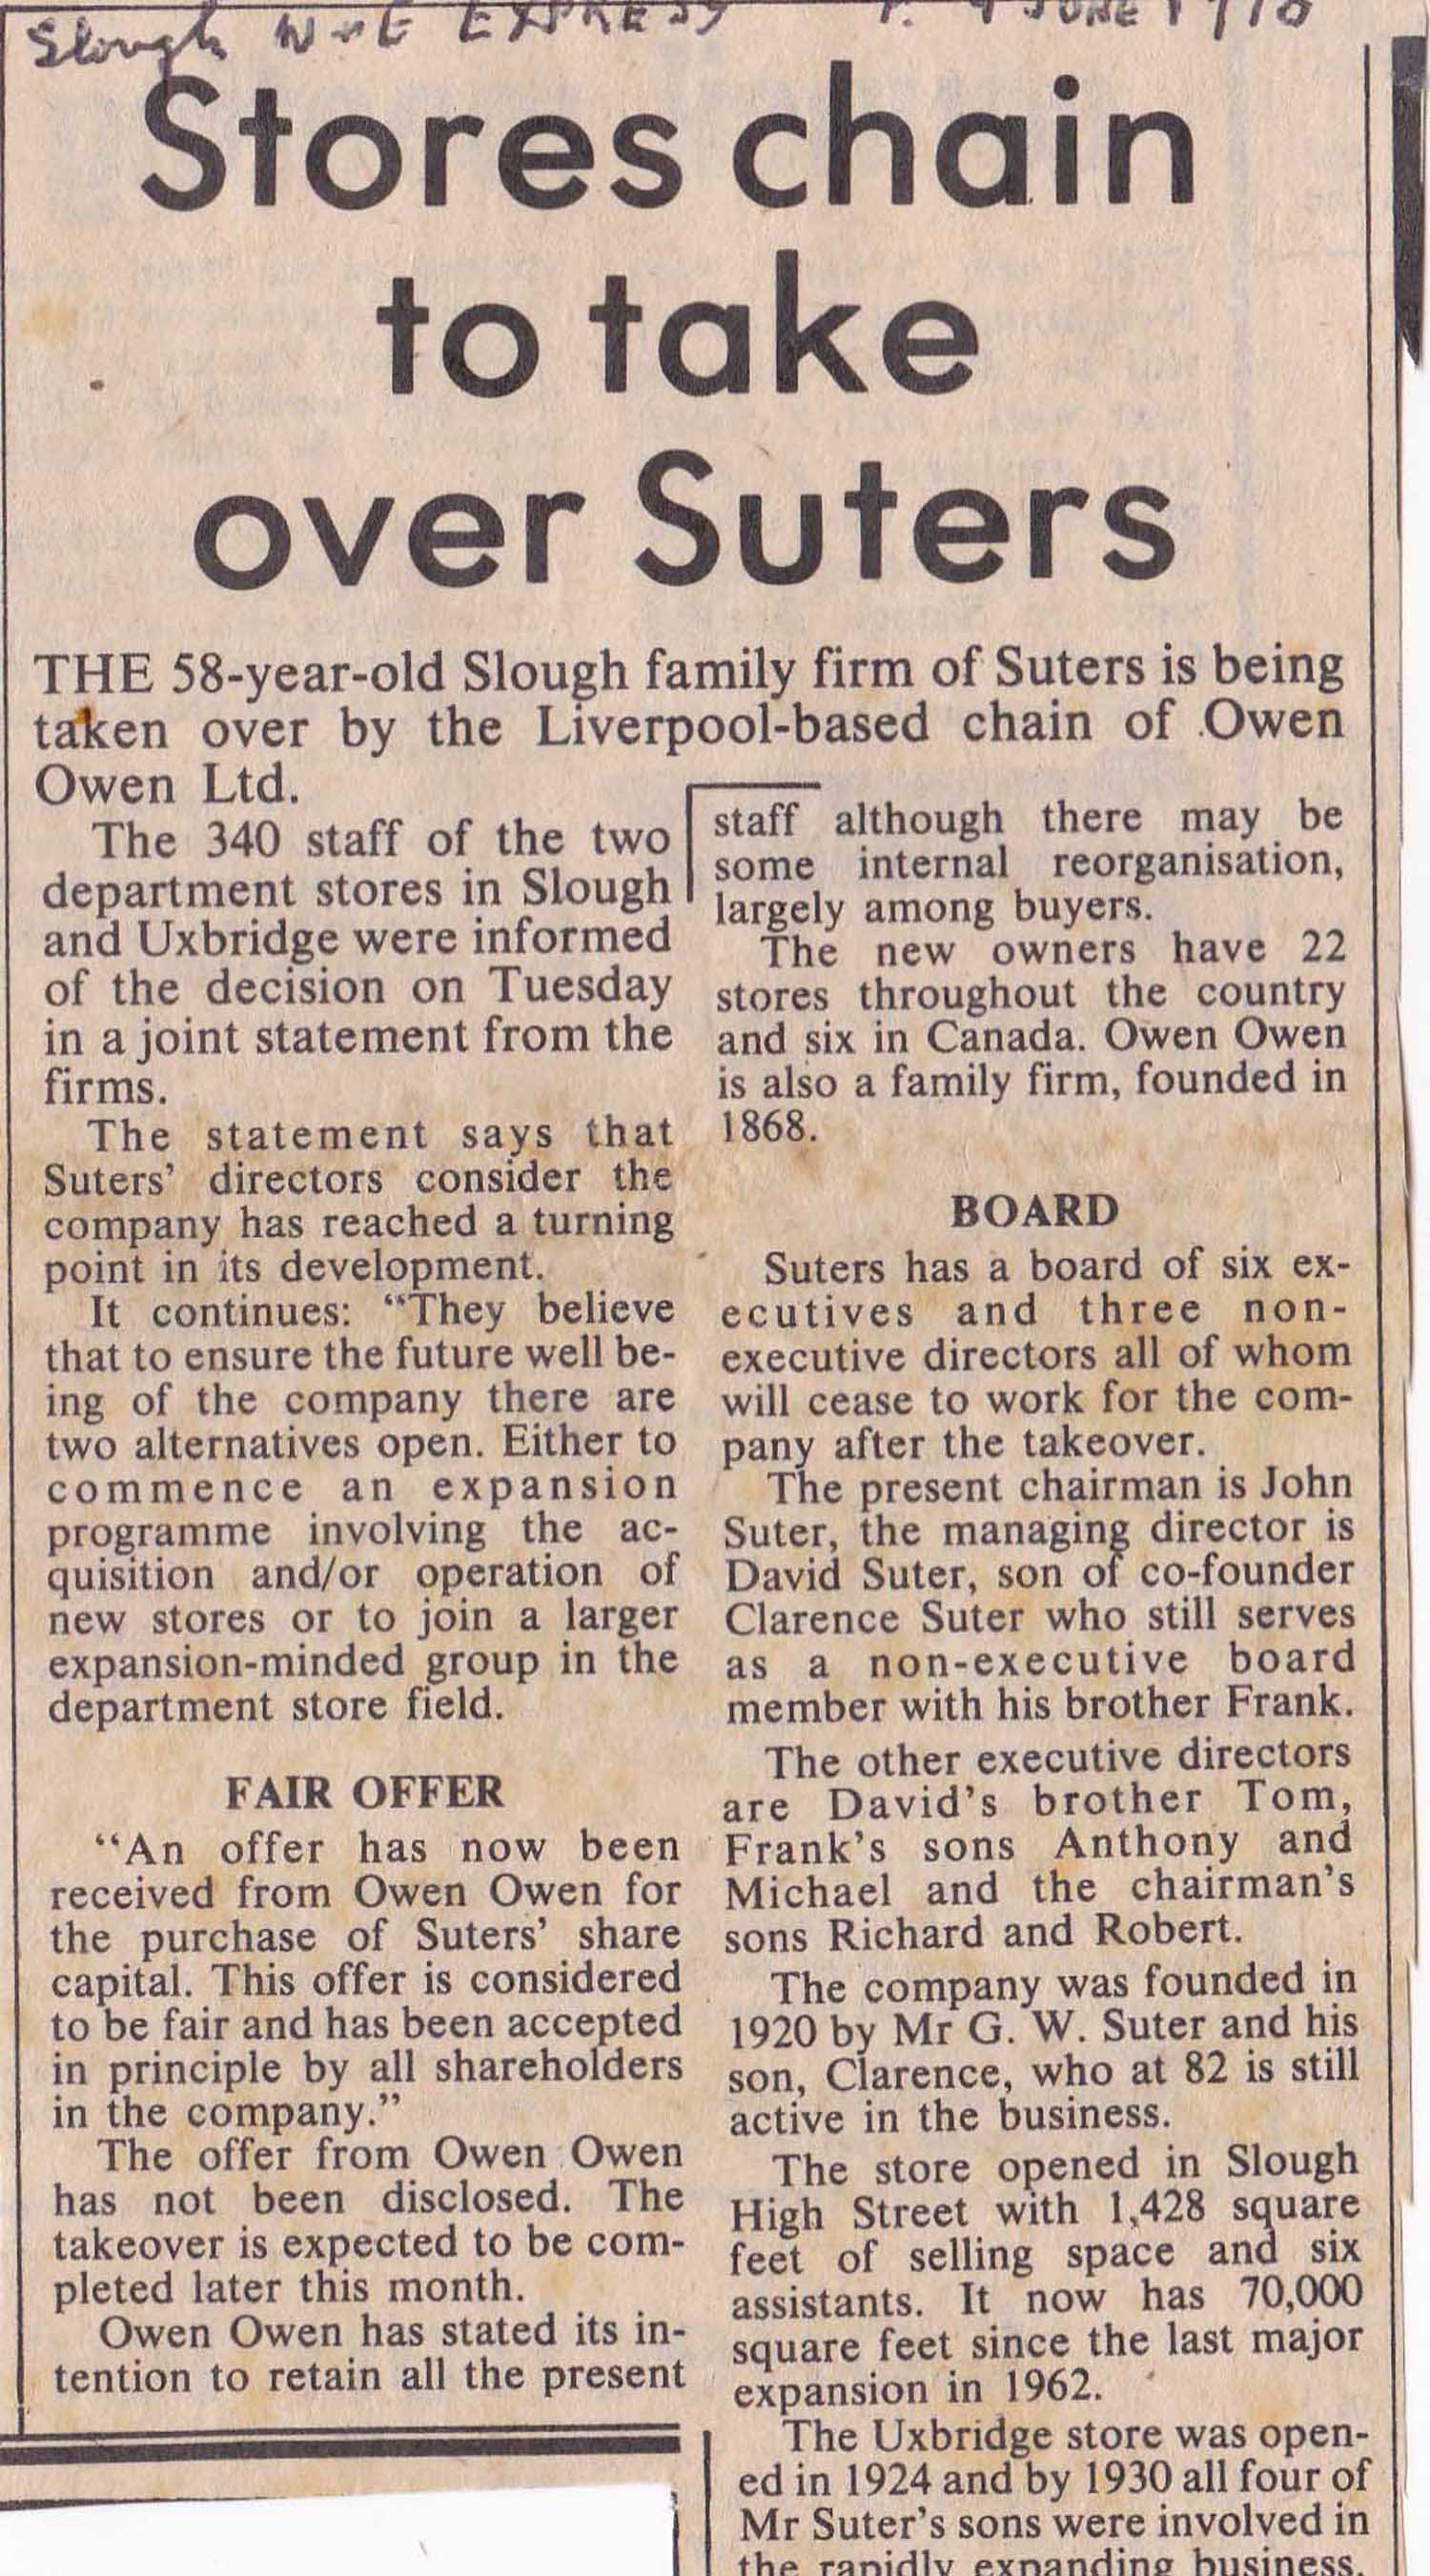 Slough EXPRESS JUNE
Stores chain
to take
over Suters
THE 58-year-old Slough family firm of Suters is being
taken over by the Liverpool-based chain of Owen
Owen Ltd.
The 340 staff of the two
department stores in Slough
and Uxbridge were informed
of the decision on Tuesday
in a joint statement from the
firms.
The statement says that
Suters' directors consider the
company has reached a turning
point in its development.
It continues: "They believe
that to ensure the future well be-
ing of the company there are
two alternatives open. Either to
commence an expansion
programme involving the ac-
quisition and/or operation of
new stores or to join a larger
expansion-minded group in the
department store field.
FAIR OFFER
"An offer has now been
received from Owen Owen for
the purchase of Suters' share
capital. This offer is considered
to be fair and has been accepted
in principle by all shareholders
in the company."
The offer from Owen Owen
has not been disclosed. The
takeover is expected to be com-
pleted later this month.
Owen Owen has stated its in-
tention to retain all the present
staff although there may be
some internal reorganisation,
largely among buyers.
The new owners have 22
stores throughout the country
and six in Canada. Owen Owen
is also a family firm, founded in
1868.
BOARD
Suters has a board of six ex-
ecutives and three non-
executive directors all of whom
will cease to work for the com-
pany after the takeover.
The present chairman is John
Suter, the managing director is
David Suter, son of co-founder
Clarence Suter who still serves
as a non-executive board
member with his brother Frank.
The other executive directors
are David's brother Tom,
Frank's sons Anthony and
Michael and the chairman's
sons Richard and Robert.
The company was founded in
1920 by Mr G. W. Suter and his
son, Clarence, who at 82 is still
active in the business.
The store opened in Slough
High Street with 1,428 square
feet of selling space and six
assistants. It now has 70,000
square feet since the last major
expansion in 1962.
The Uxbridge store was open-
ed in 1924 and by 1930 all four of
Mr Suter's sons were involved in
the rapidly expanding business.